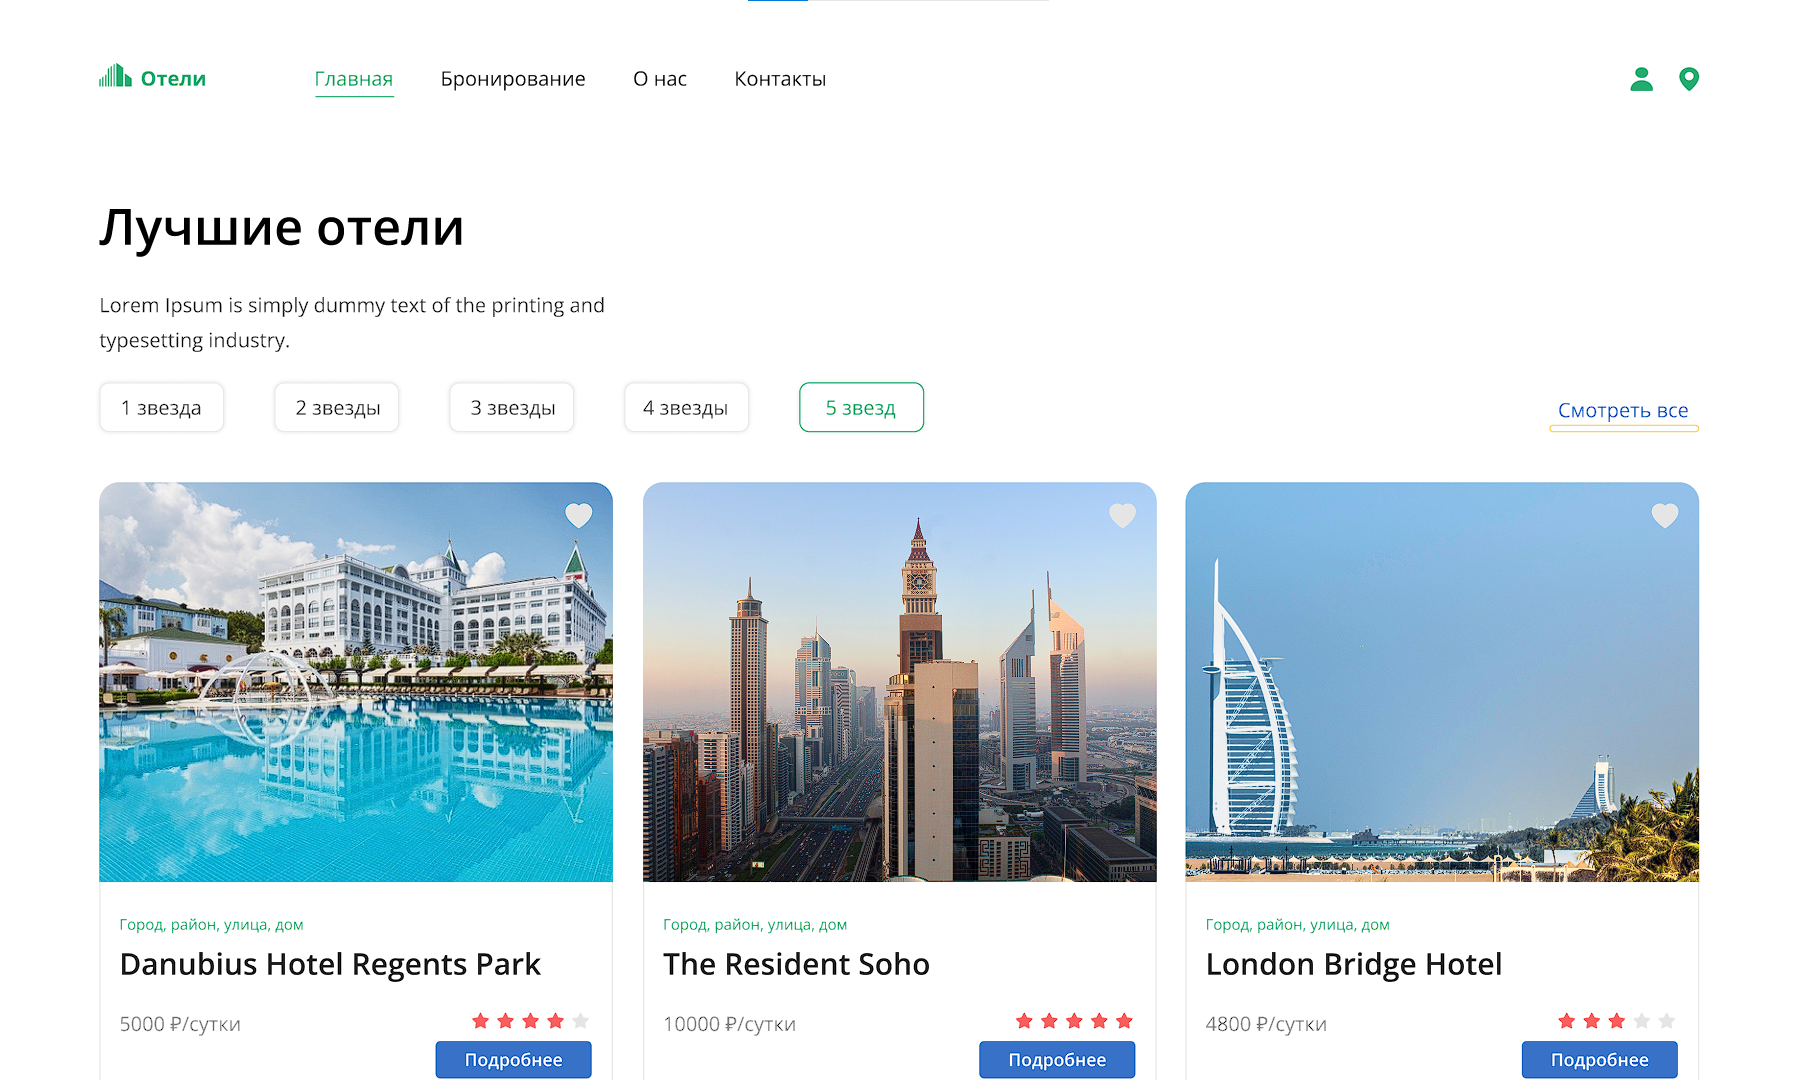 Отели
Главная
Бронирование
О нас
Контакты
Лучшие отели
Lorem Ipsum is simply dummy text of the printing and
typesetting industry.
1 звезда
2 звезды
3 звезды
4 звезды
5 звезд
Смотреть все
Город, район, улица, дом
Danubius Hotel Regents Park
5000 ₽/сутки
Подробнее
Город, район, улица, дом
The Resident Soho
10000 ₽/сутки
Подробнее
Город, район, улица, дом
London Bridge Hotel
4800 ₽/сутки
Подробнее